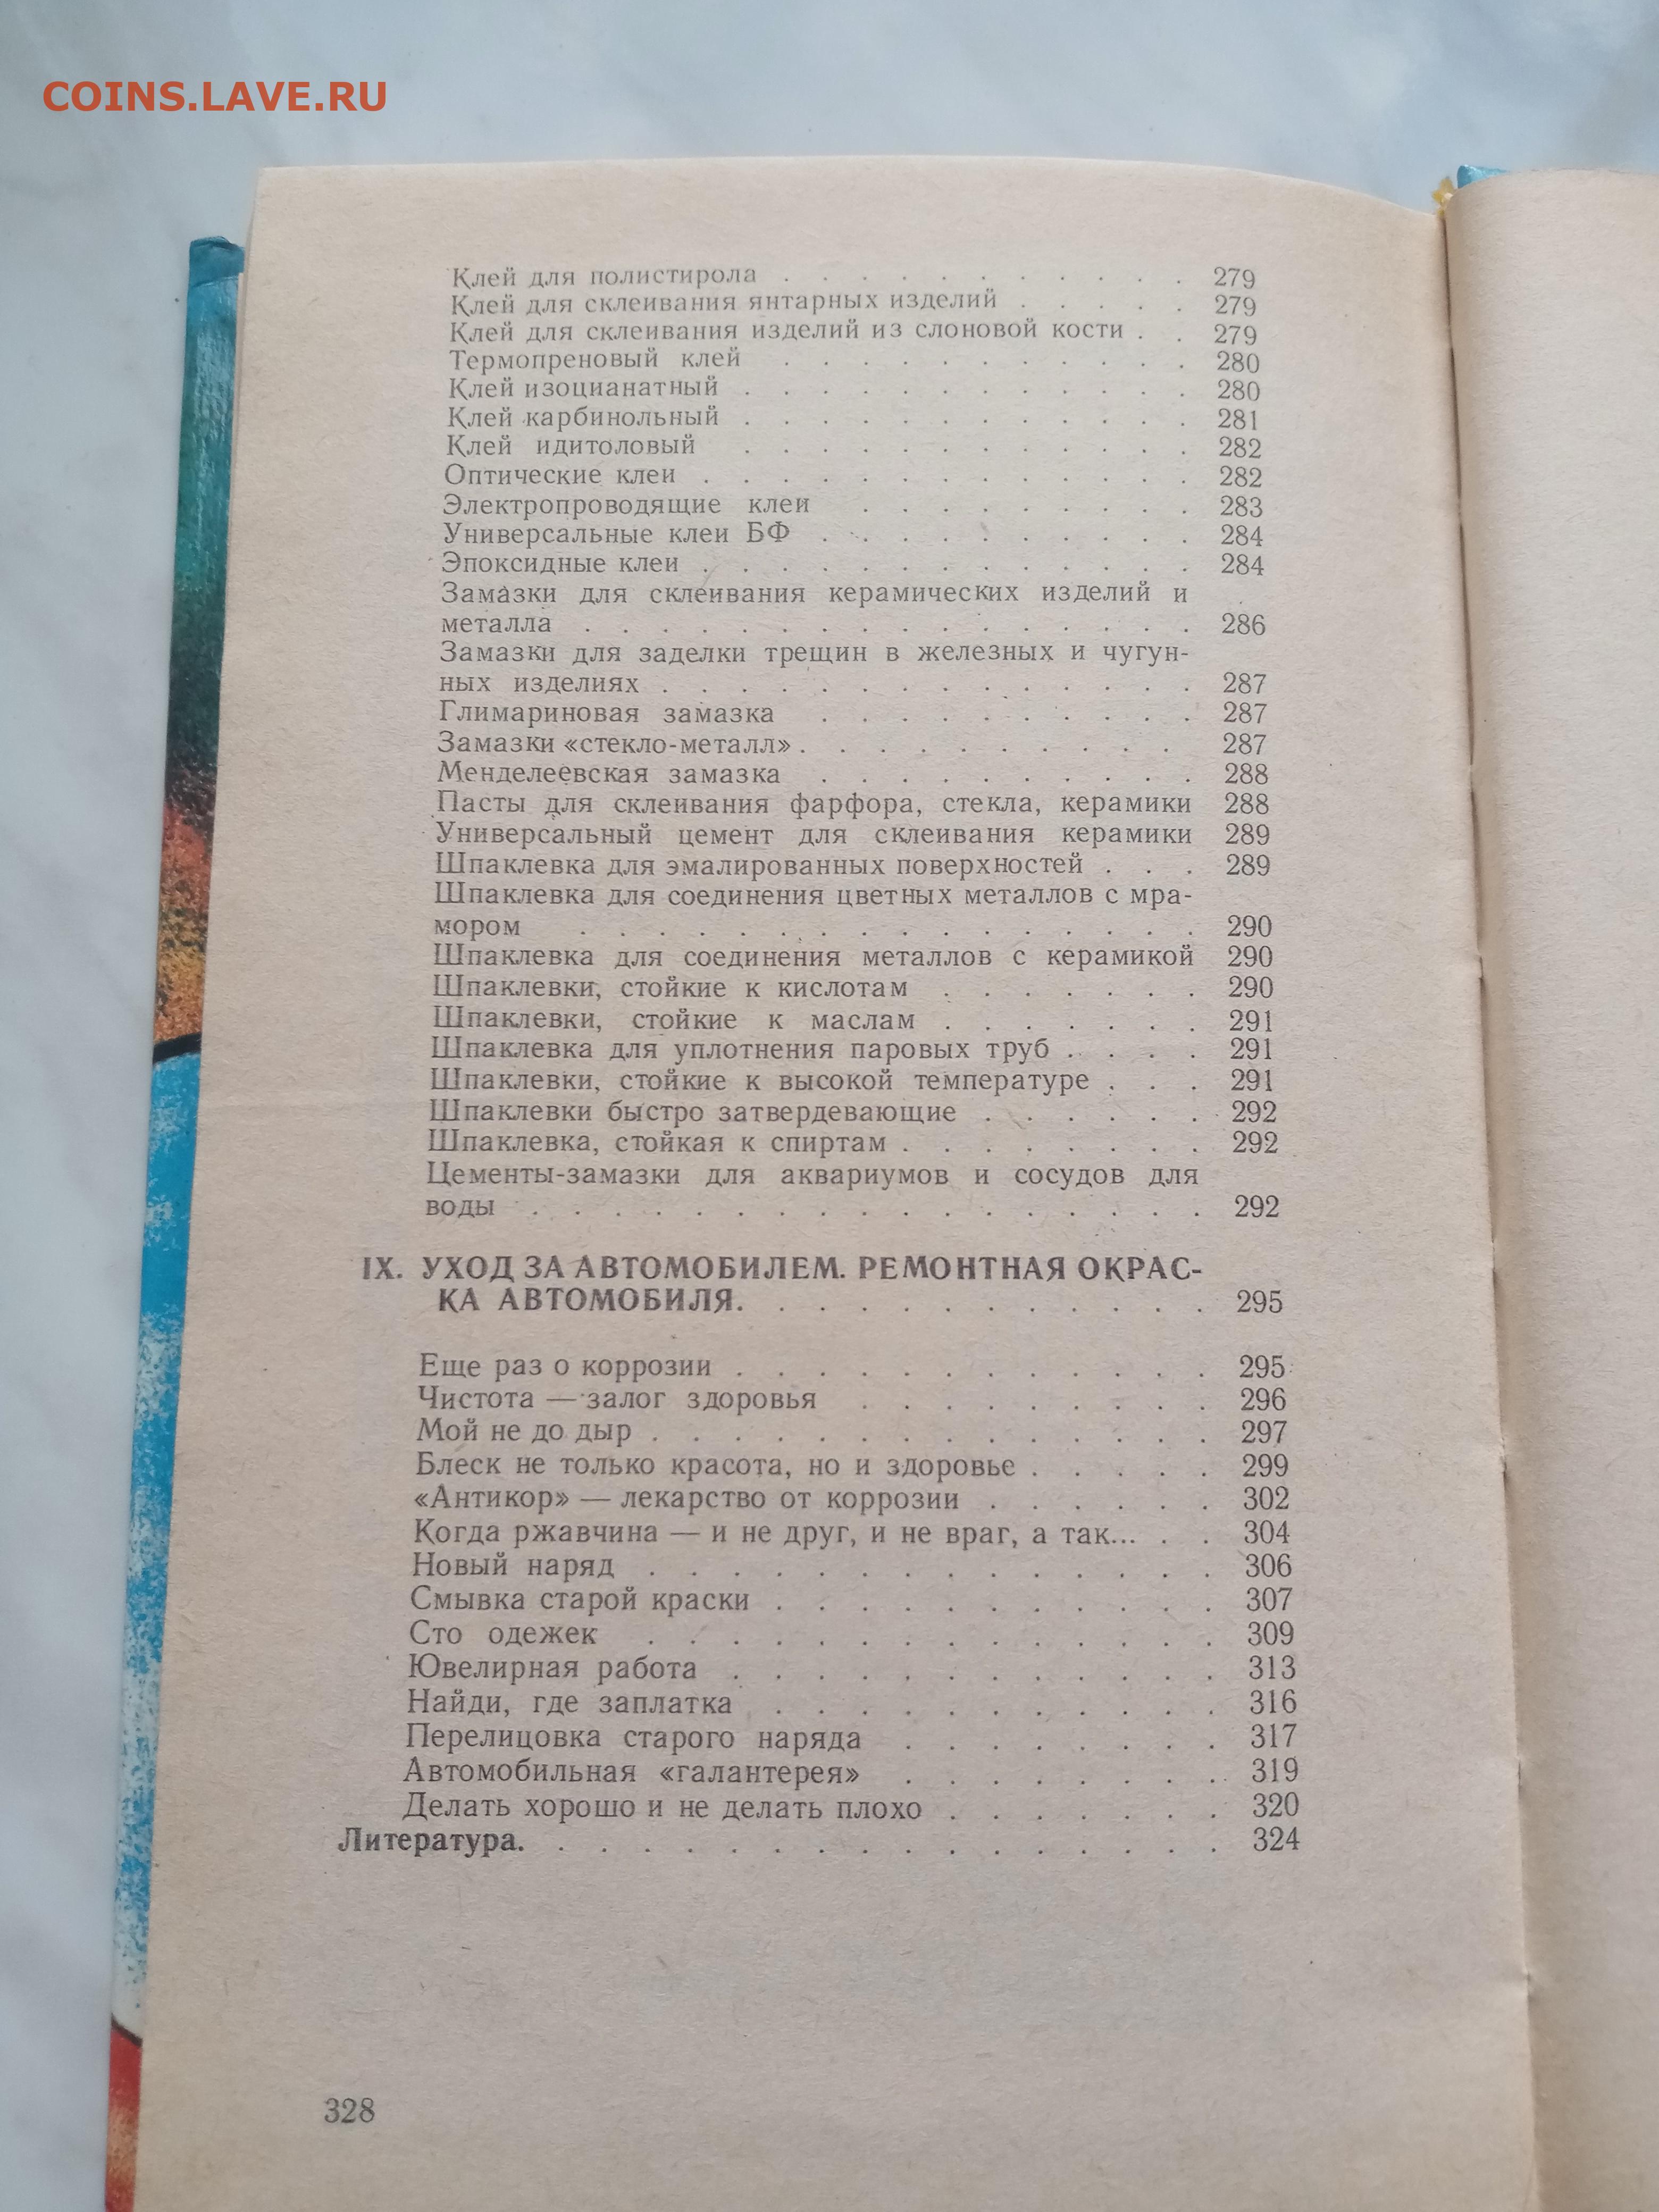 COINS.LAVE.RU
Клей для полистирола . . . . . . . . . . 279
Клей для склеивания янтарных изделий . . . . . 279
Клей для склеивания изделий из слоновой кости . . 279
Термопреновый клей . . . . . . . . . . 280
Клей изоцианатный . . . . . . . . . . . 280
Клей карбинольный . . . . . . . . . . . 281
Клей идитоловый . . . . . . . . . . . 282
Оптические клеи . . . . . . . . . . . . 282
Электропроводящие клеи . . . . . . . . . 283
Универсальные клеи БФ . . . . . . . . . 284
Эпоксидные клеи . . . . . . . . . . . . 284
Замазки для склеивания керамических изделий и
металла . . . . . . . . . . . . . . . 286
Замазки для заделки трещин в железных и чугун-
ных изделиях . . . . . . . . . . . . . 287
Глимариновая замазка . . . . . . . . . . 287
Замазки «стекло-металл» . . . . . . . . . . 287
Менделеевская замазка . . . . . . . . . . 288
Пасты для склеивания фарфора, стекла, керамики 288
Универсальный цемент для склеивания керамики 289
Шпаклевка для эмалированных поверхностей . . . 289
Шпаклевка для соединения цветных металлов с мра-
мором . . . . . . . . . . . . . . . 290
Шпаклевка для соединения металлов с керамикой 290
Шпаклевки, стойкие к кислотам . . . . . . . 290
Шпаклевки, стойкие к маслам . . . . . . . 291
Шпаклевка для уплотнения паровых труб . . . . 291
Шпаклевки, стойкие к высокой температуре . . . 291
Шпаклевки быстро затвердевающие . . . . . . 292
Шпаклевка, стойкая к спиртам . . . . . . . . 292
Цементы-замазки для аквариумов и сосудов для
воды . . . . . . . . . . . . . . . . . 292
IX. УХОД ЗА АВТОМОБИЛЕМ. РЕМОНТНАЯ ОКРАС-
КА АВТОМОБИЛЯ. . . . . . . . . . . . 295
Еще раз о коррозии . . . . . . . . . . . . 295
Чистота — залог здоровья . . . . . . . . . 296
Мой не до дыр . . . . . . . . . . . . . . 297
Блеск не только красота, но и здоровье . . . . . 299
«Антикор» — лекарство от коррозии . . . . . . 302
Когда ржавчина — и не друг, и не враг, а так... . . 304
Новый наряд . . . . . . . . . . . . . . 306
Смывка старой краски . . . . . . . . . . . 307
Сто одежек . . . . . . . . . . . . . . 309
Ювелирная работа . . . . . . . . . . . . 313
Найди, где заплатка . . . . . . . . . . . 316
Перелицовка старого наряда . . . . . . . . 317
Автомобильная «галантерея» . . . . . . . . 319
Делать хорошо и не делать плохо . . . . . . . 320
Литература. . . . . . . . . . . . . . . . . 324
328